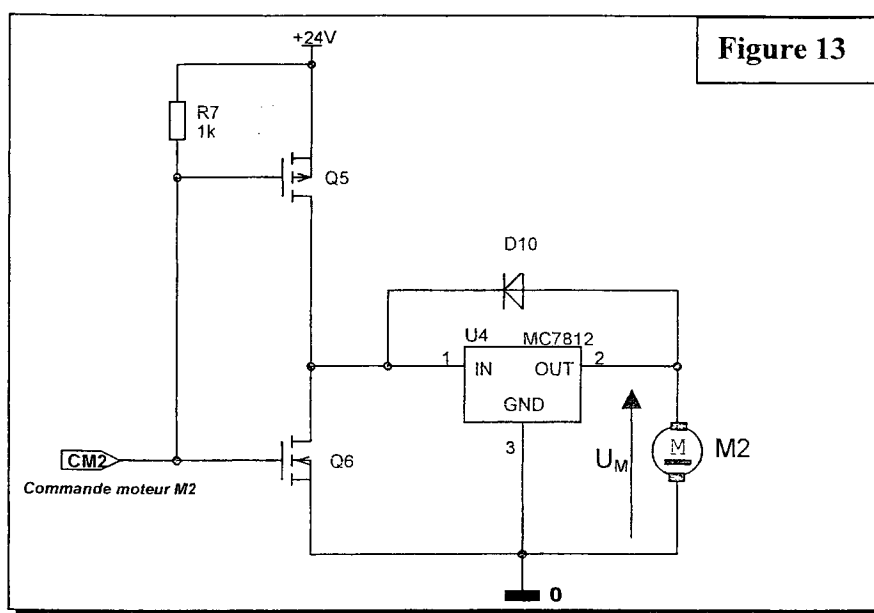 Figure 13
+24V
R7
1k
Q5
D10
U4
MC7812
1
IN
OUT
2
GND
3
CM2
Q6
Commande moteur M2
UM
M
M2
0